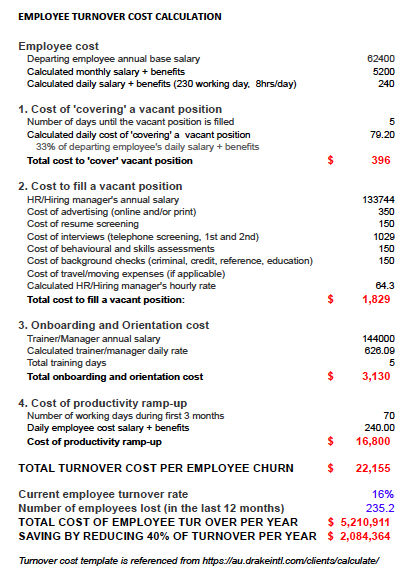 EMPLOYEE TURNOVER COST CALCULATION
Employee cost
Departing employee annual base salary 62400
Calculated monthly salary + benefits 5200
Calculated daily salary + benefits (230 working day, 8hrs/day) 240
1. Cost of 'covering' a vacant position
Number of days until the vacant position is filled 5
Calculated daily cost of 'covering' a vacant position 79.20
33% of departing employee's daily salary + benefits
Total cost to 'cover' vacant position $ 396
2. Cost to fill a vacant position
HR/Hiring manager's annual salary 133744
Cost of advertising (online and/or print) 350
Cost of resume screening 150
Cost of interviews (telephone screening, 1st and 2nd) 1029
Cost of behavioural and skills assessments 150
Cost of background checks (criminal, credit, reference, education) 150
Cost of travel/moving expenses (if applicable)
Calculated HR/Hiring manager's hourly rate 64.3
Total cost to fill a vacant position: $ 1,829
3. Onboarding and Orientation cost
Trainer/Manager annual salary 144000
Calculated trainer/manager daily rate 626.09
Total training days 5
Total onboarding and orientation cost $ 3,130
4. Cost of productivity ramp-up
Number of working days during first 3 months 70
Daily employee cost salary + benefits 240.00
Cost of productivity ramp-up $ 16,800
TOTAL TURNOVER COST PER EMPLOYEE CHURN $ 22,155
Current employee turnover rate 16%
Number of employees lost (in the last 12 months) 235.2
TOTAL COST OF EMPLOYEE TUR OVER PER YEAR $ 5,210,911
SAVING BY REDUCING 40% OF TURNOVER PER YEAR $ 2,084,364
Turnover cost template is referenced from https://au.drakeintl.com/clients/calculate/